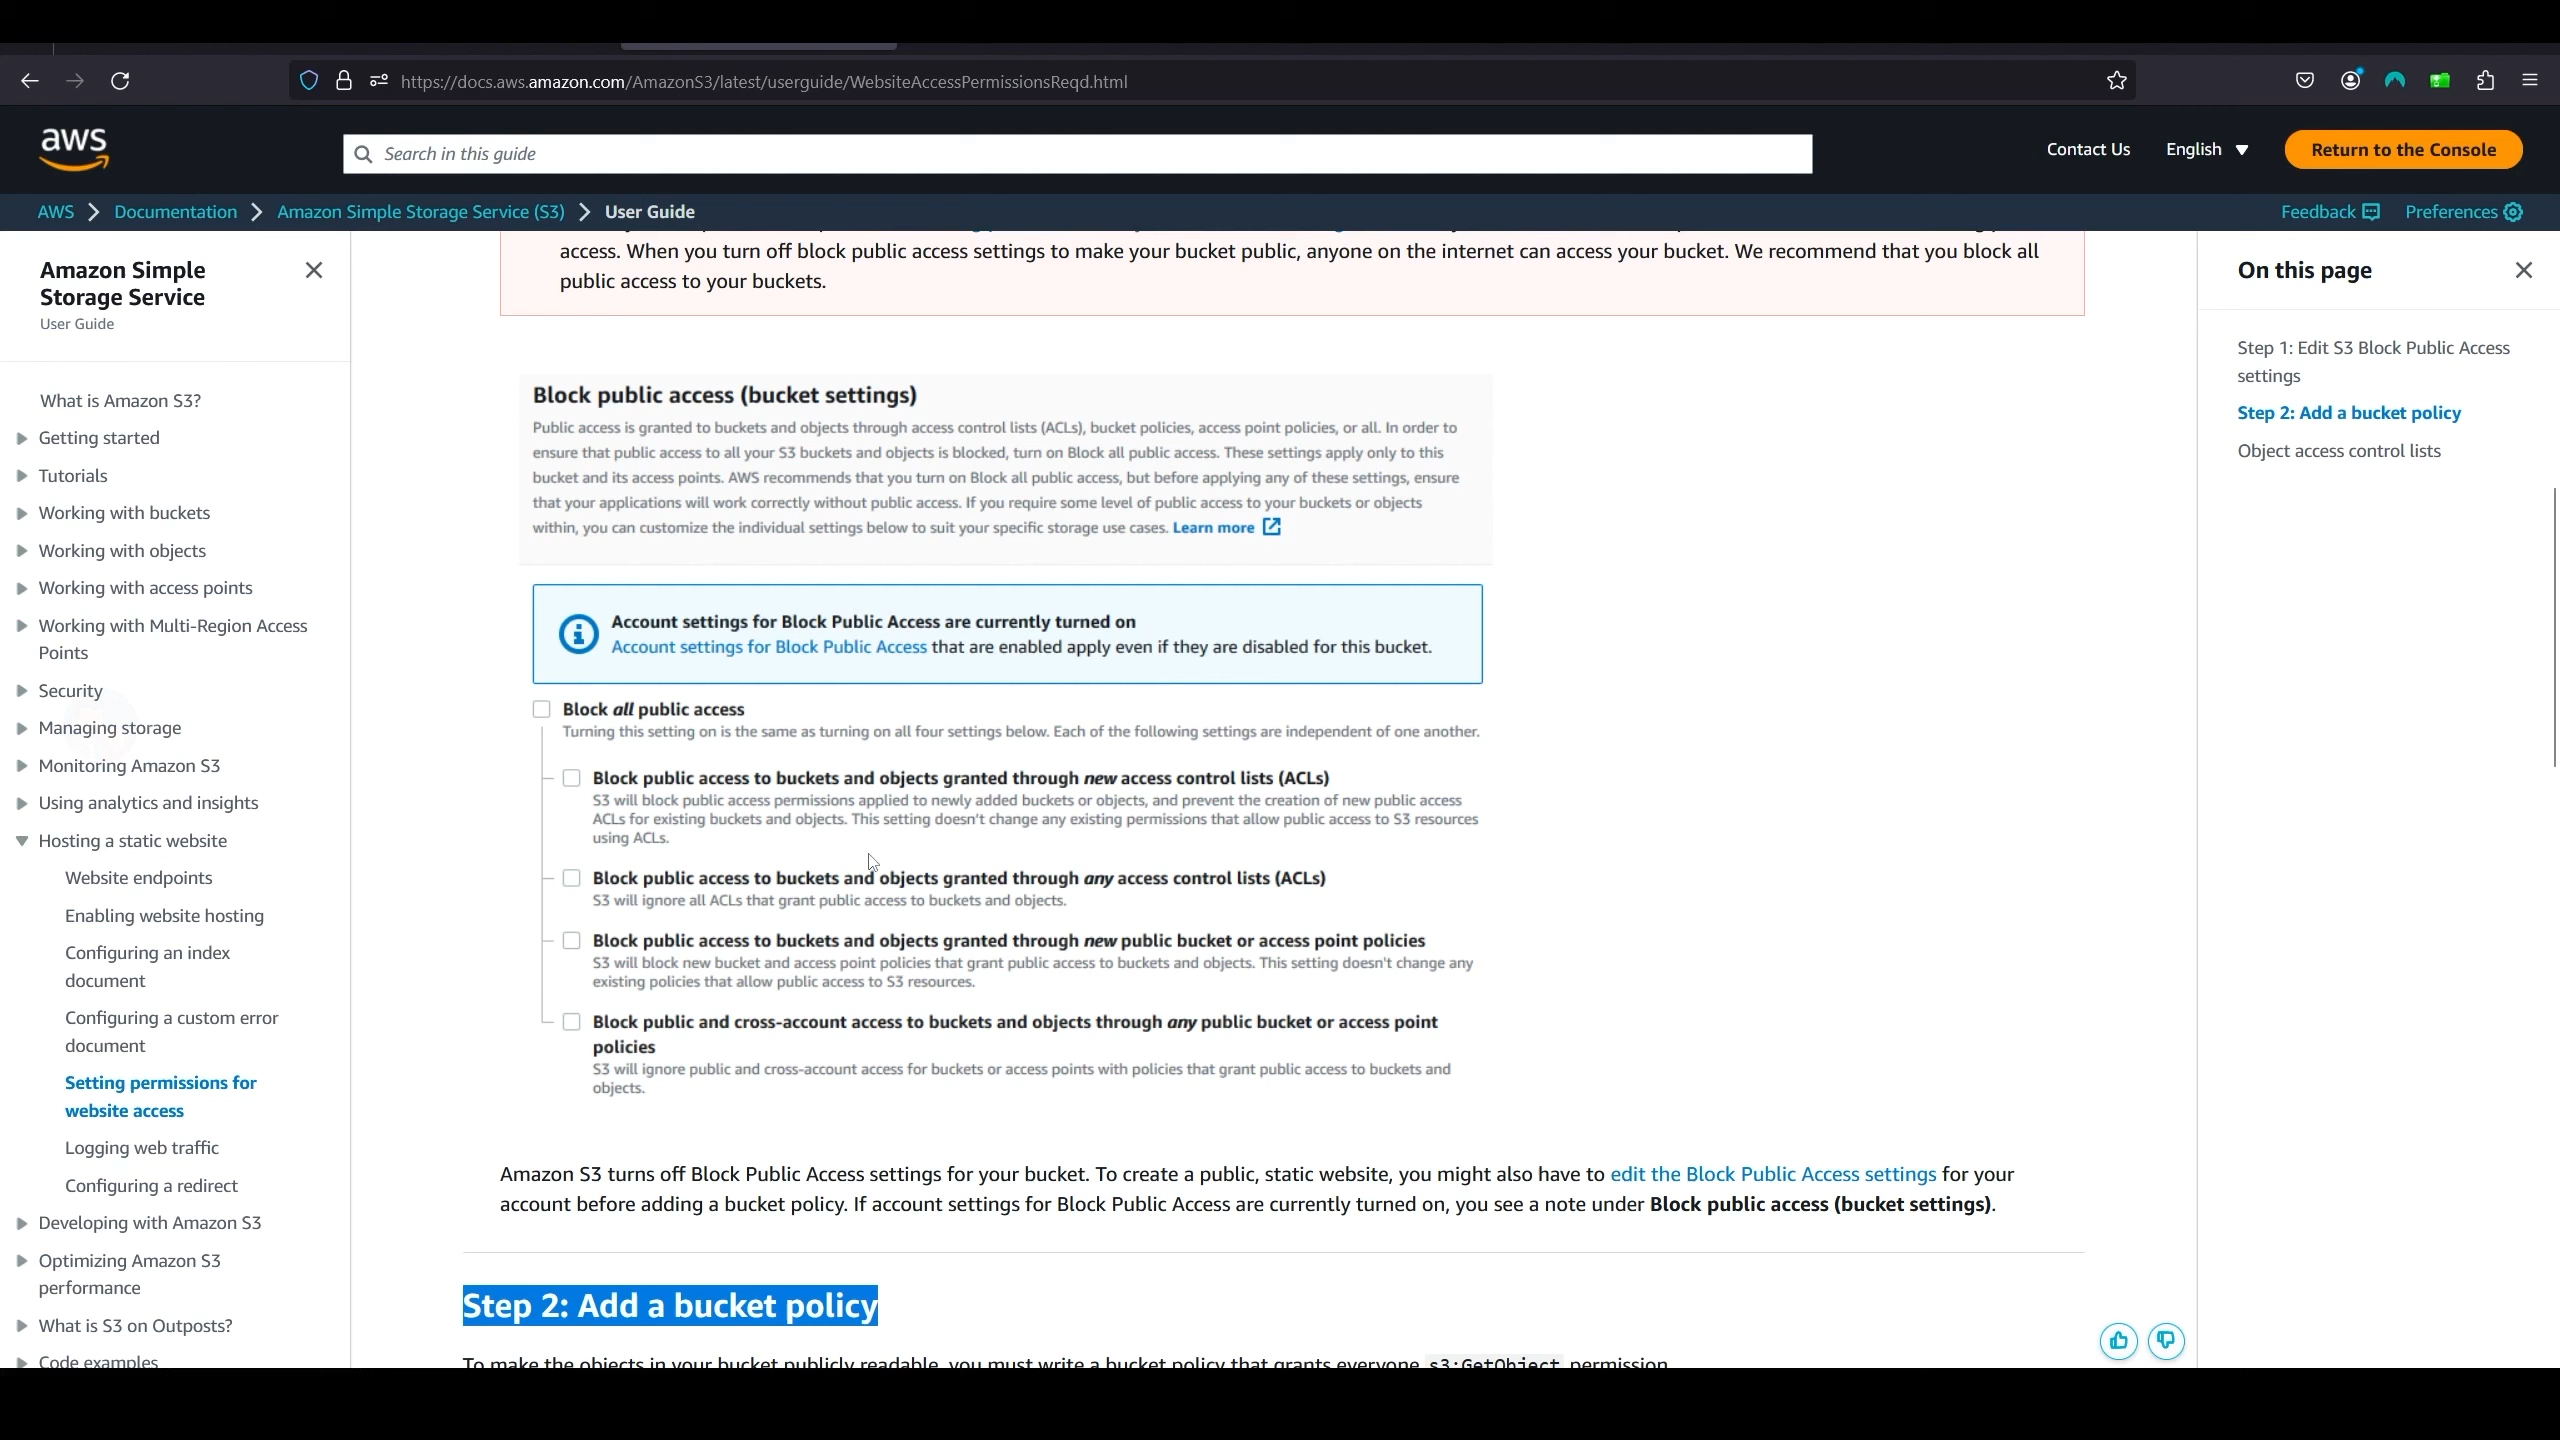 https://docs.aws.amazon.com/AmazonS3/latest/userguide/WebsiteAccessPermissionsReqd.html
aws
Search in this guide
Contact Us
English
Return to the Console
AWS
Documentation
Amazon Simple Storage Service (S3)
User Guide
Feedback
Preferences
Amazon Simple
Storage Service
User Guide
What is Amazon S3?
Getting started
Tutorials
Working with buckets
Working with objects
Working with access points
Working with Multi-Region Access
Points
Security
Managing storage
Monitoring Amazon S3
Using analytics and insights
Hosting a static website
Website endpoints
Enabling website hosting
Configuring an index
document
Configuring a custom error
document
Setting permissions for
website access
Logging web traffic
Configuring a redirect
Developing with Amazon S3
Optimizing Amazon S3
performance
What is S3 on Outposts?
Code examples
access. When you turn off block public access settings to make your bucket public, anyone on the internet can access your bucket. We recommend that you block all
public access to your buckets.
Block public access (bucket settings)
Public access is granted to buckets and objects through access control lists (ACLs), bucket policies, access point policies, or all. In order to
ensure that public access to all your S3 buckets and objects is blocked, turn on Block all public access. These settings apply only to this
bucket and its access points. AWS recommends that you turn on Block all public access, but before applying any of these settings, ensure
that your applications will work correctly without public access. If you require some level of public access to your buckets or objects
within, you can customize the individual settings below to suit your specific storage use cases. Learn more
Account settings for Block Public Access are currently turned on
Account settings for Block Public Access that are enabled apply even if they are disabled for this bucket.
Block all public access
Turning this setting on is the same as turning on all four settings below. Each of the following settings are independent of one another.
Block public access to buckets and objects granted through new access control lists (ACLs)
S3 will block public access permissions applied to newly added buckets or objects, and prevent the creation of new public access
ACLs for existing buckets and objects. This setting doesn't change any existing permissions that allow public access to S3 resources
using ACLs.
Block public access to buckets and objects granted through any access control lists (ACLs)
S3 will ignore all ACLs that grant public access to buckets and objects.
Block public access to buckets and objects granted through new public bucket or access point policies
S3 will block new bucket and access point policies that grant public access to buckets and objects. This setting doesn't change any
existing policies that allow public access to S3 resources.
Block public and cross-account access to buckets and objects through any public bucket or access point
policies
S3 will ignore public and cross-account access for buckets or access points with policies that grant public access to buckets and
objects.
Amazon S3 turns off Block Public Access settings for your bucket. To create a public, static website, you might also have to edit the Block Public Access settings for your
account before adding a bucket policy. If account settings for Block Public Access are currently turned on, you see a note under Block public access (bucket settings).
Step 2: Add a bucket policy
To make the objects in your bucket publicly readable, you must write a bucket policy that grants everyone s3:GetObject permission.
On this page
Step 1: Edit S3 Block Public Access
settings
Step 2: Add a bucket policy
Object access control lists